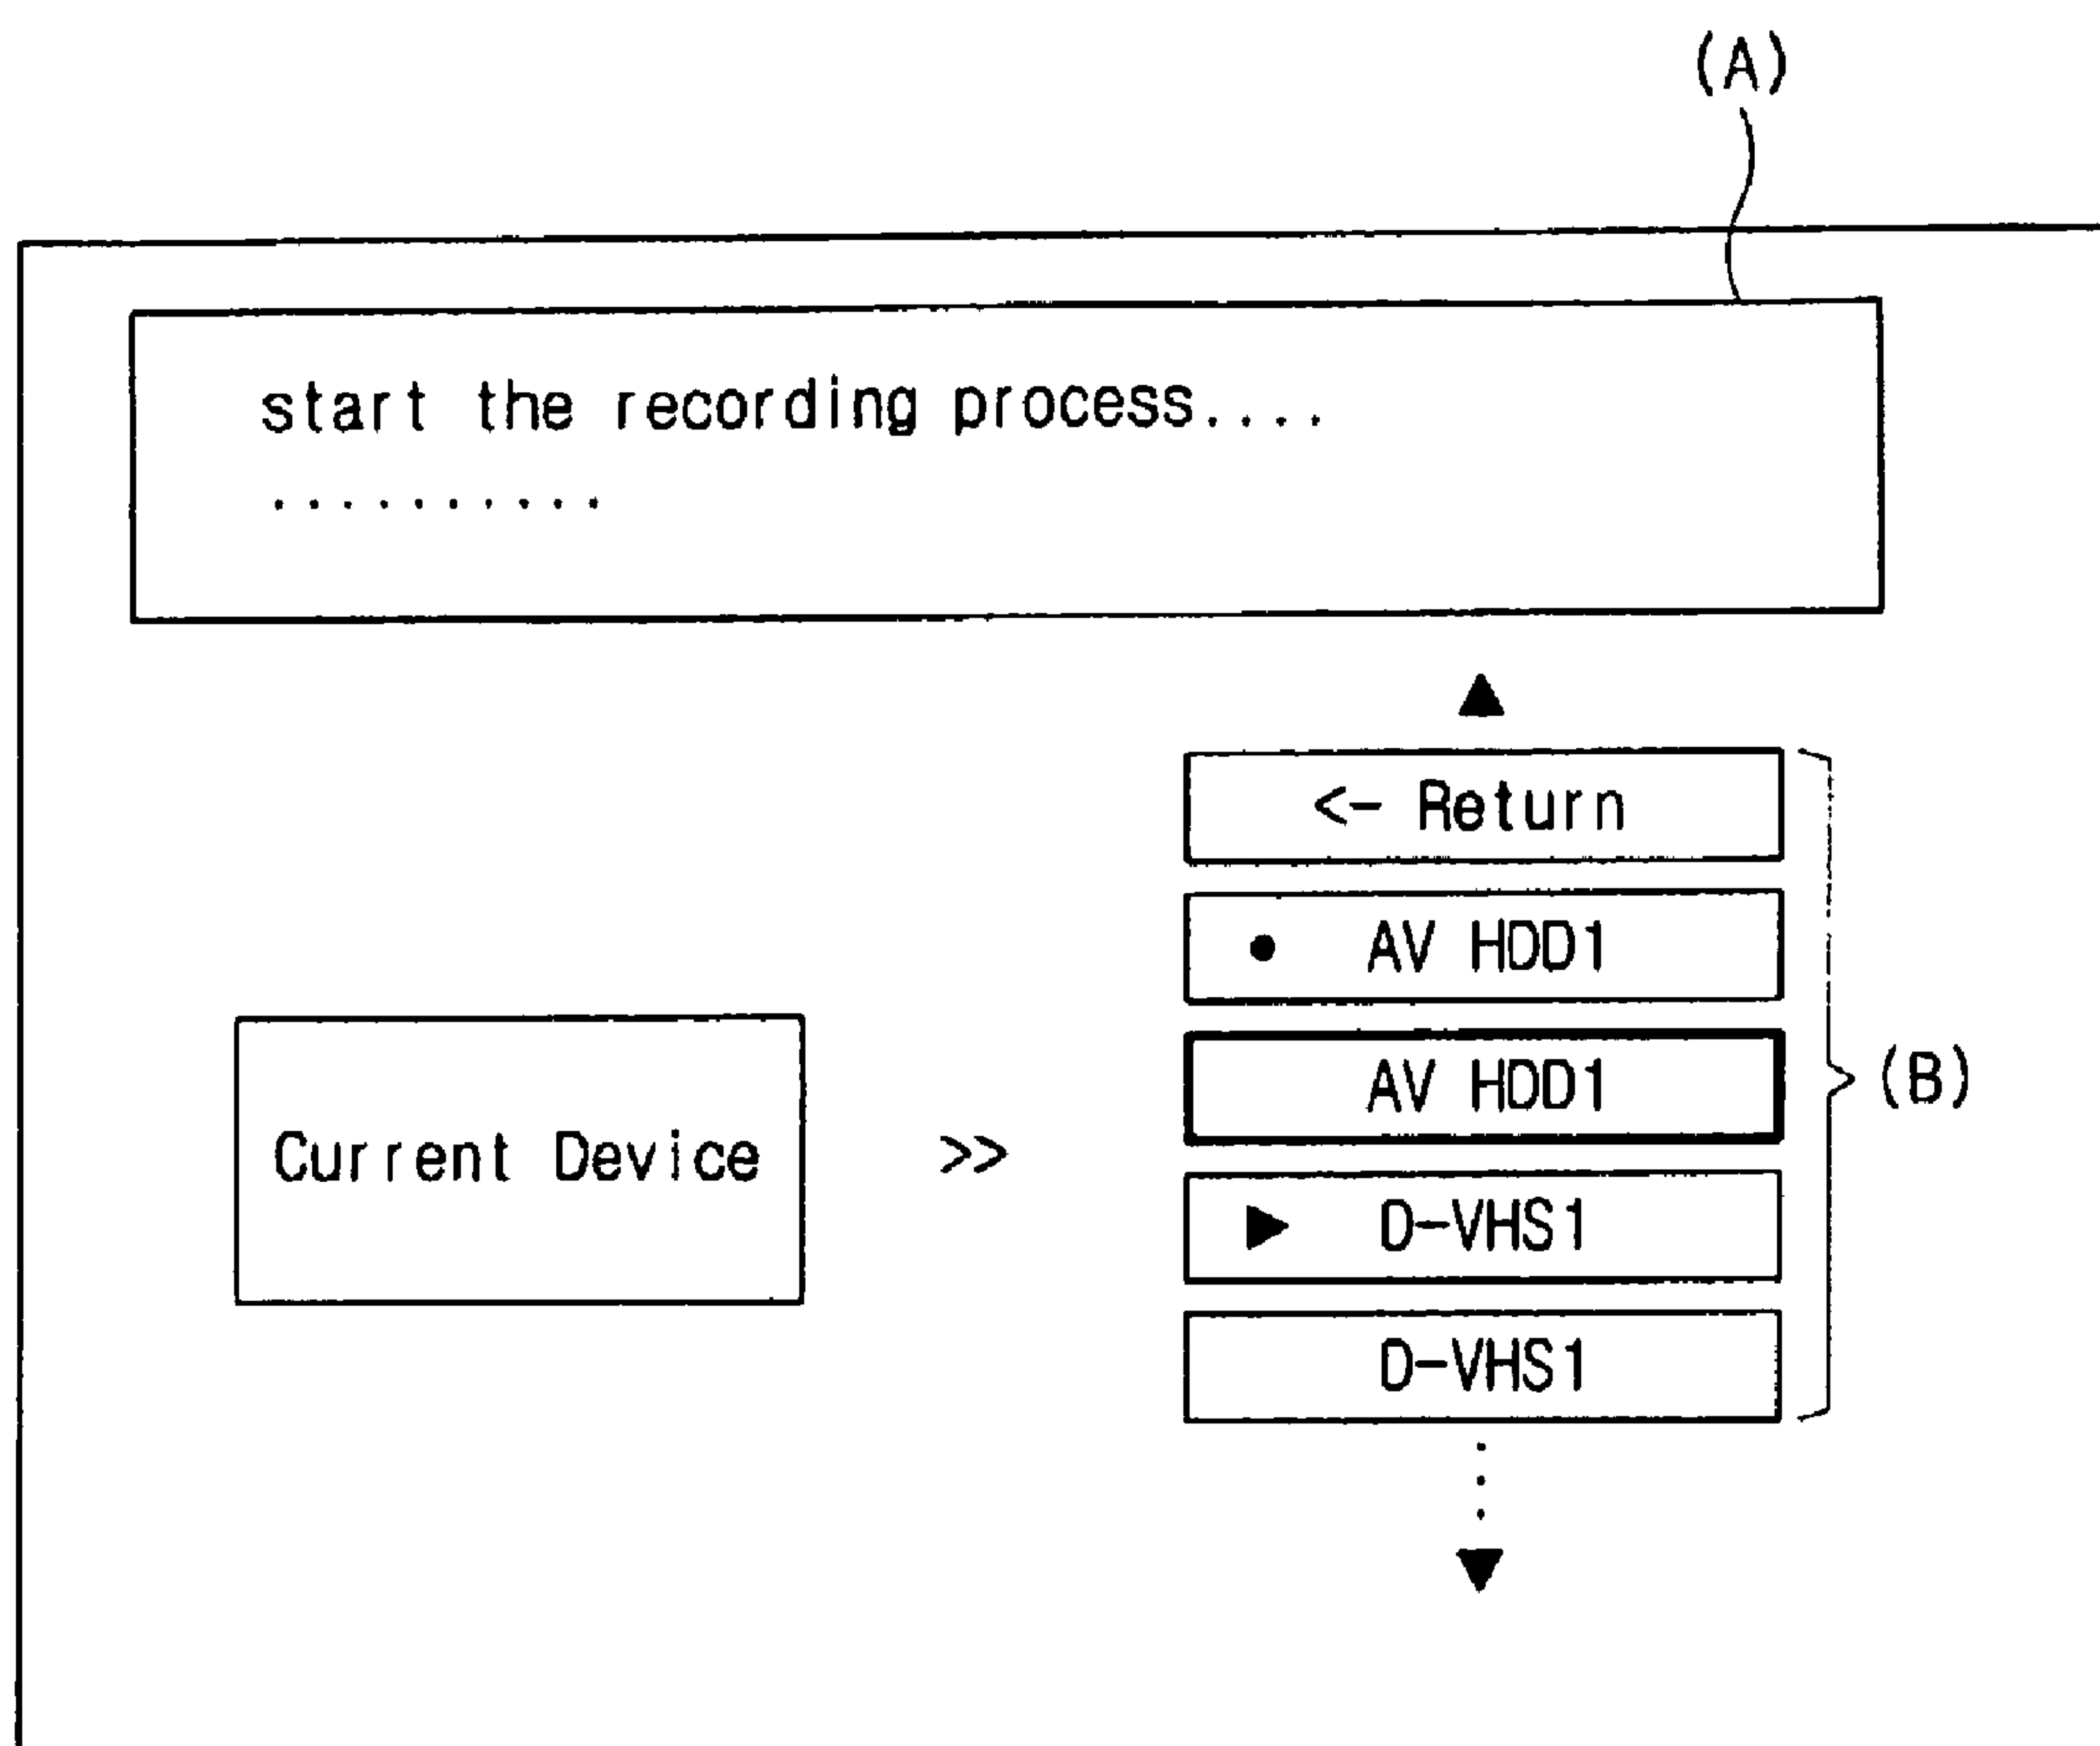 (A)
start the recording process....
..........
<- Return
● AV HDD1
AV HDD1
(B)
Current Device >>
▶ D-VHS1
D-VHS1